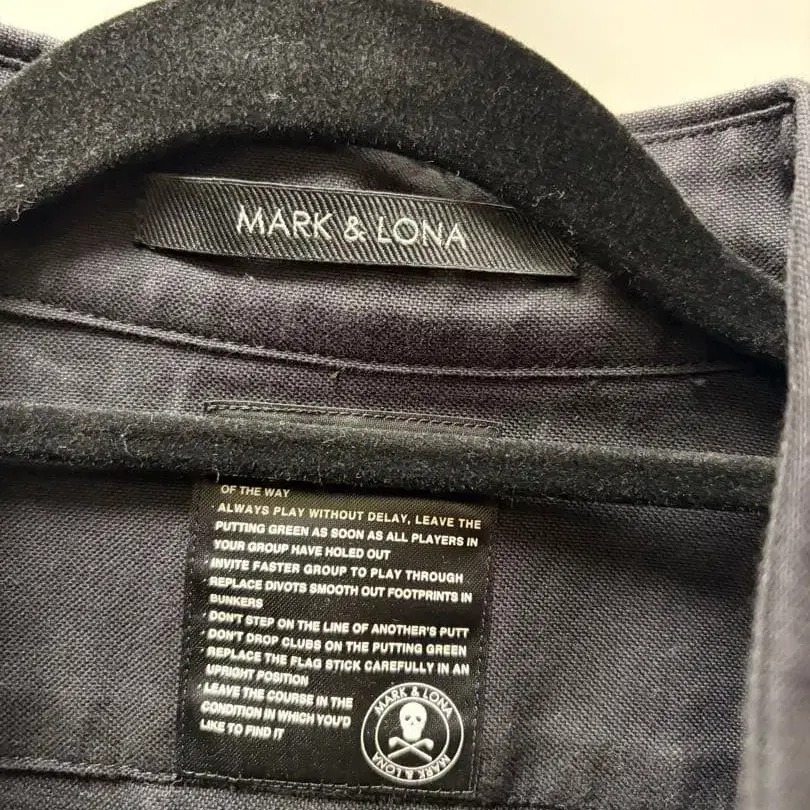 MARK & LONA
OF THE WAY
· ALWAYS PLAY WITHOUT DELAY, LEAVE THE
PUTTING GREEN AS SOON AS ALL PLAYERS IN
YOUR GROUP HAVE HOLED OUT
· INVITE FASTER GROUP TO PLAY THROUGH
· REPLACE DIVOTS SMOOTH OUT FOOTPRINTS IN
BUNKERS
· DON'T STEP ON THE LINE OF ANOTHER'S PUTT
· DON'T DROP CLUBS ON THE PUTTING GREEN
· REPLACE THE FLAG STICK CAREFULLY IN AN
UPRIGHT POSITION
· LEAVE THE COURSE IN THE
CONDITION IN WHICH YOU'D
LIKE TO FIND IT
MARK & LONA
MARK & LONA